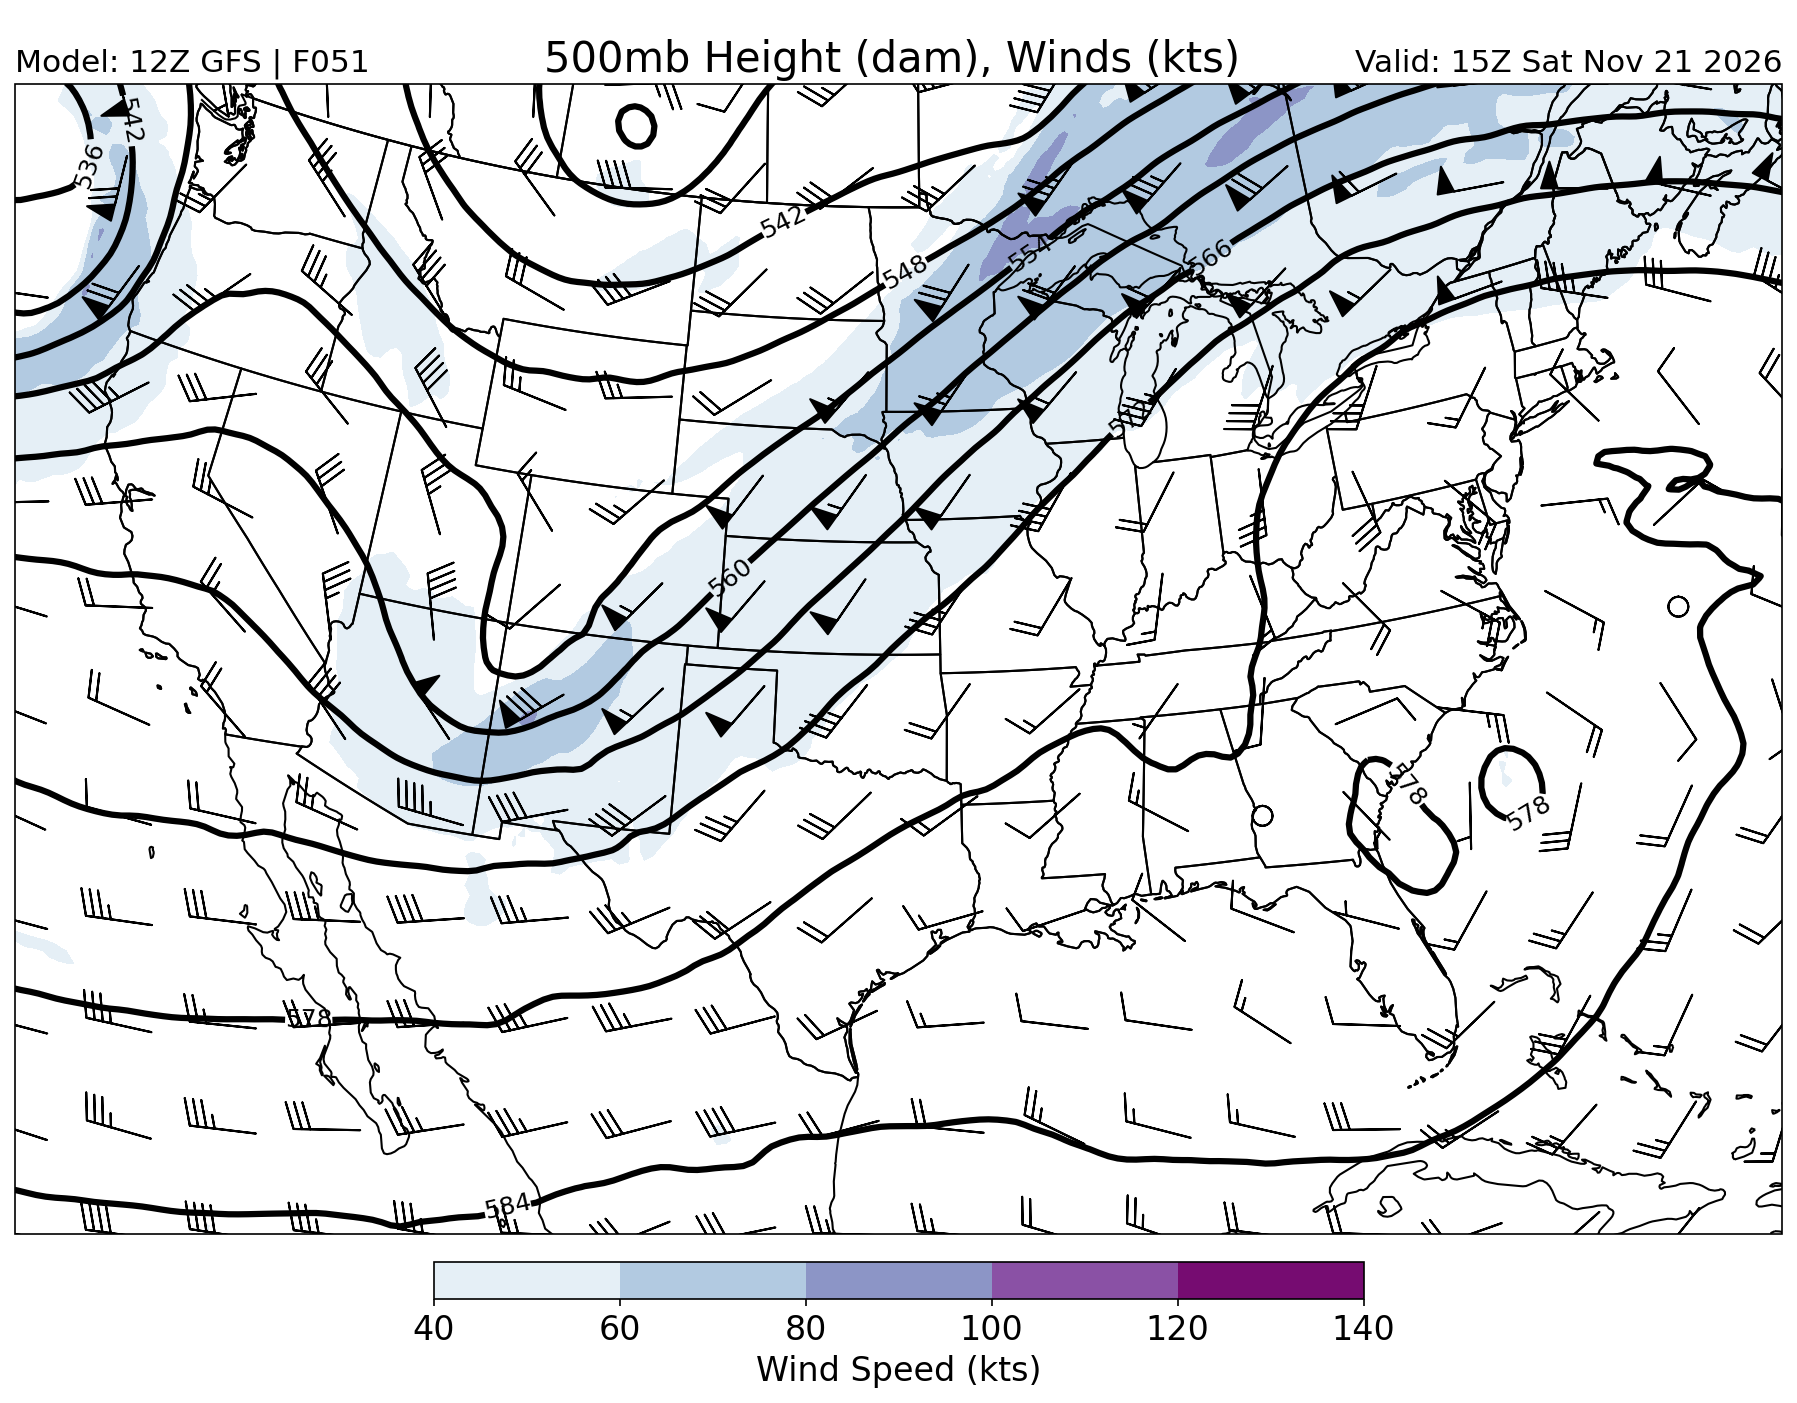 Model: 12Z GFS | F051
500mb Height (dam), Winds (kts)
Valid: 15Z Sat Nov 21 2026
542
536
542
548
554
566
572
560
578
578
578
584
40 60 80 100 120 140
Wind Speed (kts)